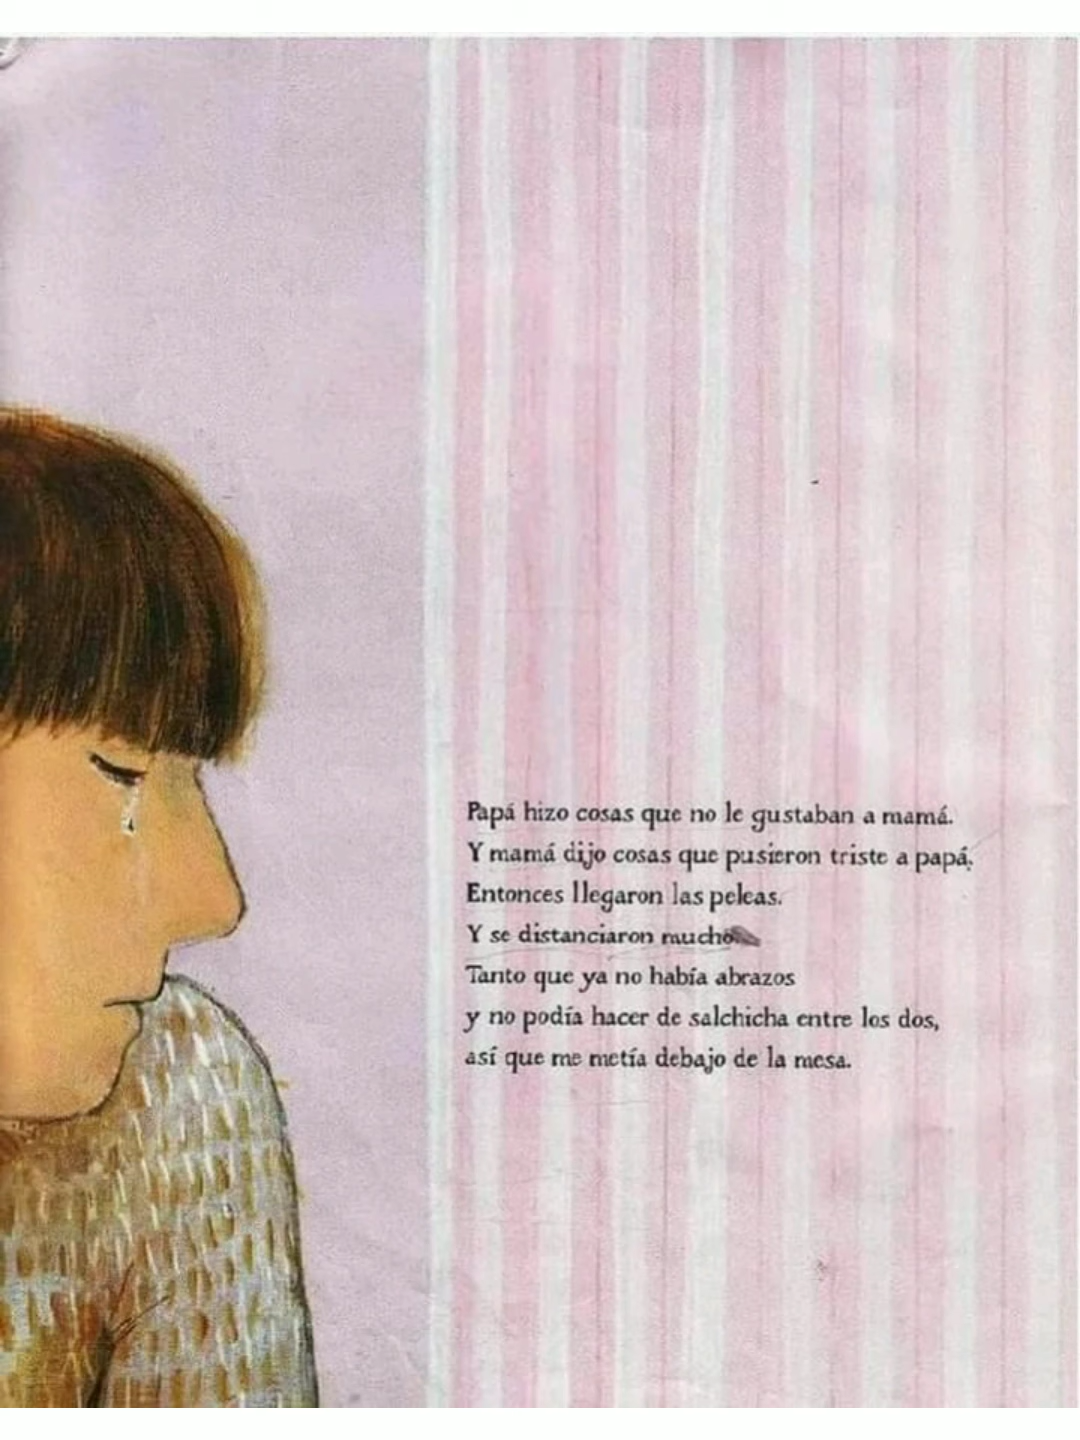 Papá hizo cosas que no le gustaban a mamá.
Y mamá dijo cosas que pusieron triste a papá.
Entonces llegaron las peleas.
Y se distanciaron mucho
Tanto que ya no había abrazos
y no podía hacer de salchicha entre los dos,
así que me metía debajo de la mesa.